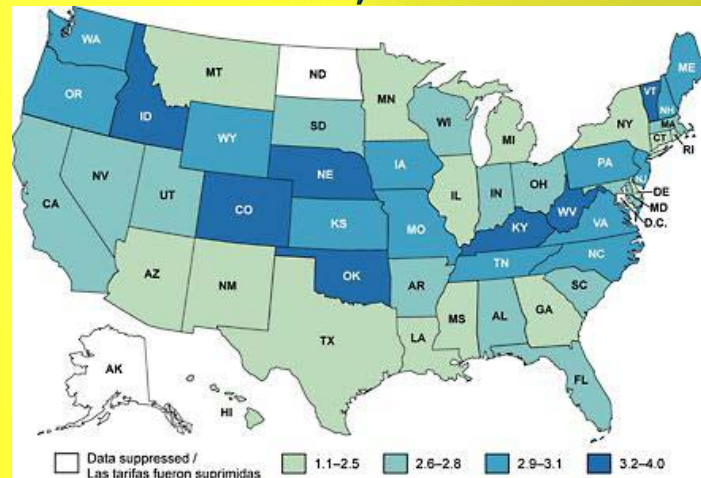 WA
MT
ND
MN
ME
VT
NH
OR
ID
SD
WI
MI
NY
MA
CT
RI
WY
NE
IA
IL
IN
OH
PA
NJ
DE
MD
D.C.
CA
NV
UT
CO
KS
MO
KY
WV
VA
AZ
NM
OK
AR
TN
NC
SC
TX
LA
MS
AL
GA
FL
AK
HI
Data suppressed /
Las tarifas fueron suprimidas
1.1–2.5
2.6–2.8
2.9–3.1
3.2–4.0